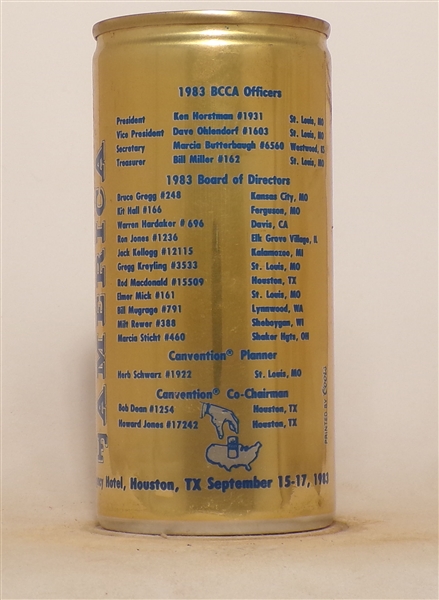 1983 BCCA Officers
President Ken Horstman #1931 St. Louis, MO
Vice President Dave Ohlendorf #1603 St. Louis, MO
Secretary Marcia Butterbaugh #6560 Westwood, KS
Treasurer Bill Miller #162 St. Louis, MO
1983 Board of Directors
Bruce Gregg #248 Kansas City, MO
Kit Hall #166 Ferguson, MO
Warren Hardaker # 696 Davis, CA
Ron Jones #1236 Elk Grove Village, IL
Jack Kellogg #12115 Kalamazoo, MI
Gregg Kreyling #3533 St. Louis, MO
Rod Macdonald #15509 Houston, TX
Elmer Mick #161 St. Louis, MO
Bill Mugrage #791 Lynnwood, WA
Milt Rewer #388 Sheboygan, WI
Marcia Sticht #460 Shaker Hgts, OH
Canvention® Planner
Herb Schwarz #1922 St. Louis, MO
Canvention® Co-Chairman
Bob Dean #1254 Houston, TX
Howard Jones #17242 Houston, TX
Hotel, Houston, TX September 15-17, 1983
AMERICA
PRINTED BY COORS